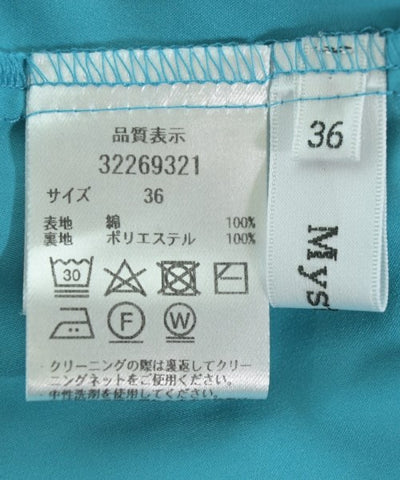 品質表示
32269321
サイズ 36
表地 綿 100%
裏地 ポリエステル 100%
30
F
W
クリーニングの際は裏返してクリー
ニングネットをご使用ください。
中性洗剤を使用してください。
36
Mys